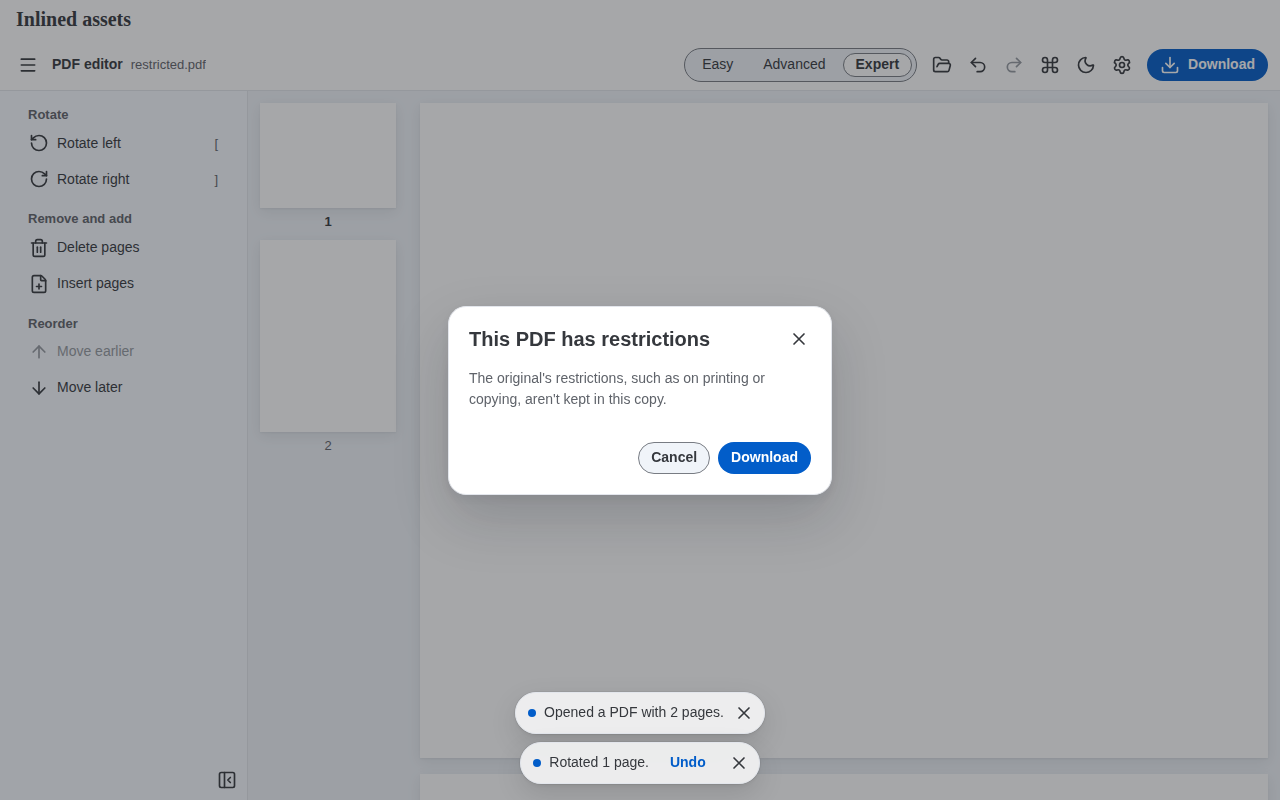 Inlined assets
PDF editor restricted.pdf
Easy Advanced Expert
Download
Rotate
Rotate left [
Rotate right ]
Remove and add
Delete pages
Insert pages
Reorder
Move earlier
Move later
1
2
This PDF has restrictions
The original's restrictions, such as on printing or
copying, aren't kept in this copy.
Cancel Download
Opened a PDF with 2 pages.
Rotated 1 page. Undo